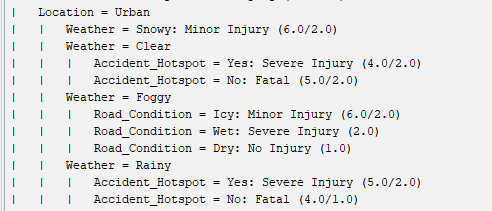 |   Location = Urban
|   |   Weather = Snowy: Minor Injury (6.0/2.0)
|   |   Weather = Clear
|   |   |   Accident_Hotspot = Yes: Severe Injury (4.0/2.0)
|   |   |   Accident_Hotspot = No: Fatal (5.0/2.0)
|   |   Weather = Foggy
|   |   |   Road_Condition = Icy: Minor Injury (6.0/2.0)
|   |   |   Road_Condition = Wet: Severe Injury (2.0)
|   |   |   Road_Condition = Dry: No Injury (1.0)
|   |   Weather = Rainy
|   |   |   Accident_Hotspot = Yes: Severe Injury (5.0/2.0)
|   |   |   Accident_Hotspot = No: Fatal (4.0/1.0)